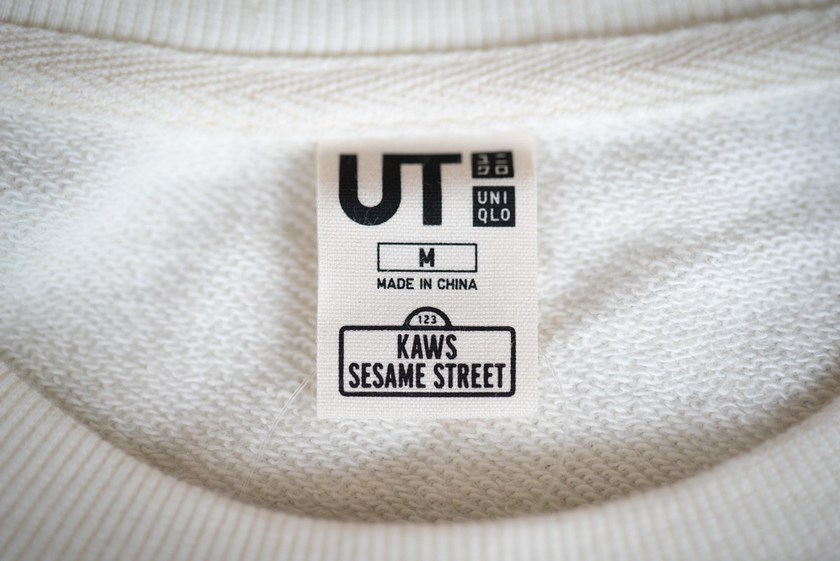 UT
ユニ
クロ
UNI
QLO
M
MADE IN CHINA
123
KAWS
SESAME STREET